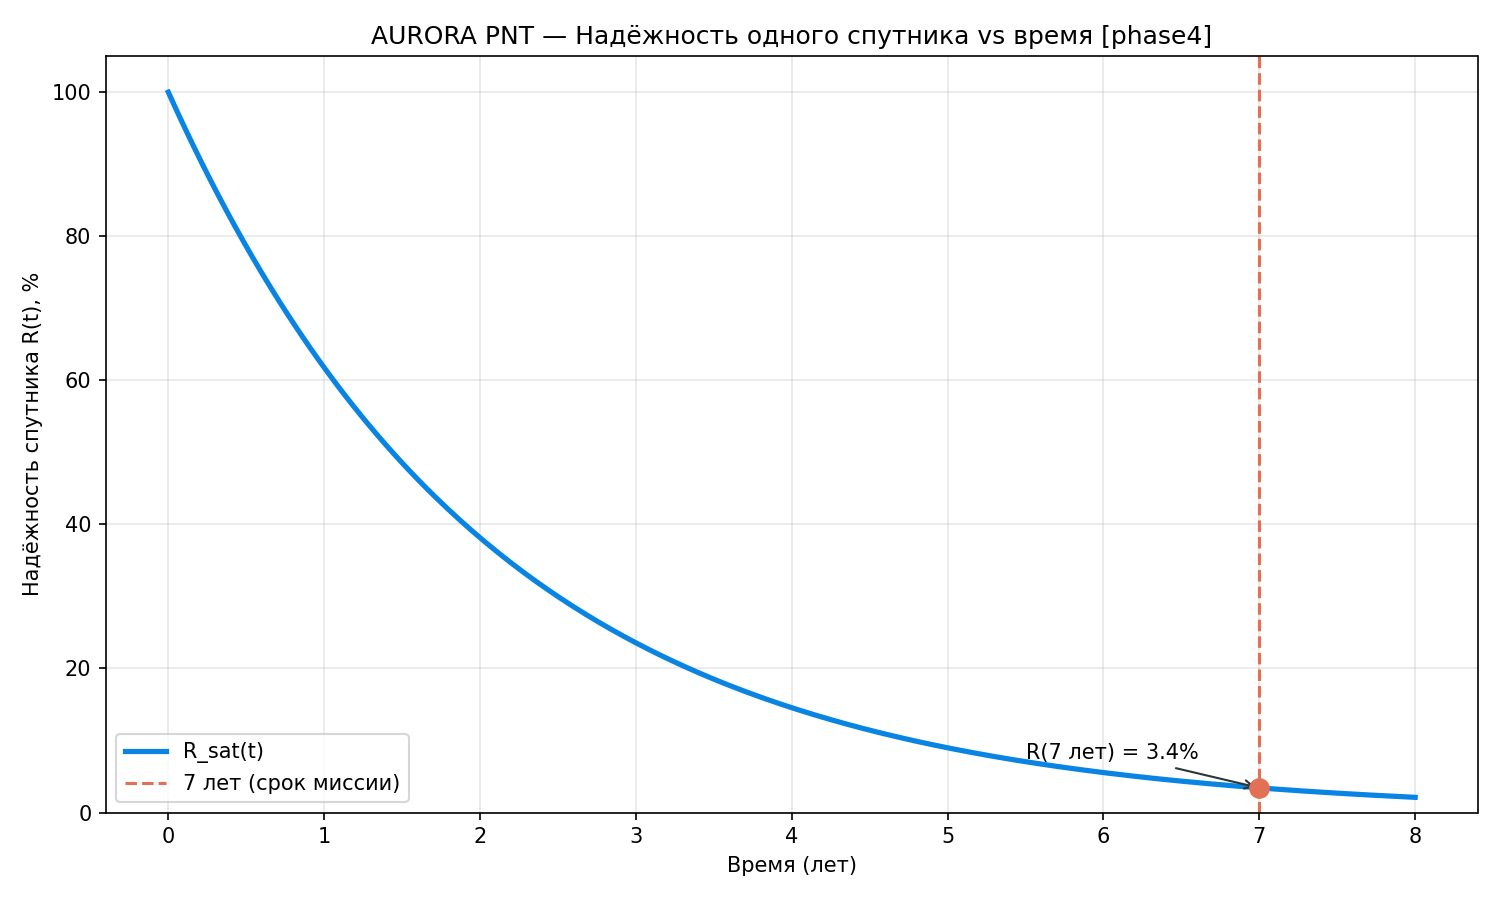 AURORA PNT — Надёжность одного спутника vs время [phase4]
Надёжность спутника R(t), %
100
80
60
40
20
0
R(7 лет) = 3.4%
R_sat(t)
7 лет (срок миссии)
0 1 2 3 4 5 6 7 8
Время (лет)